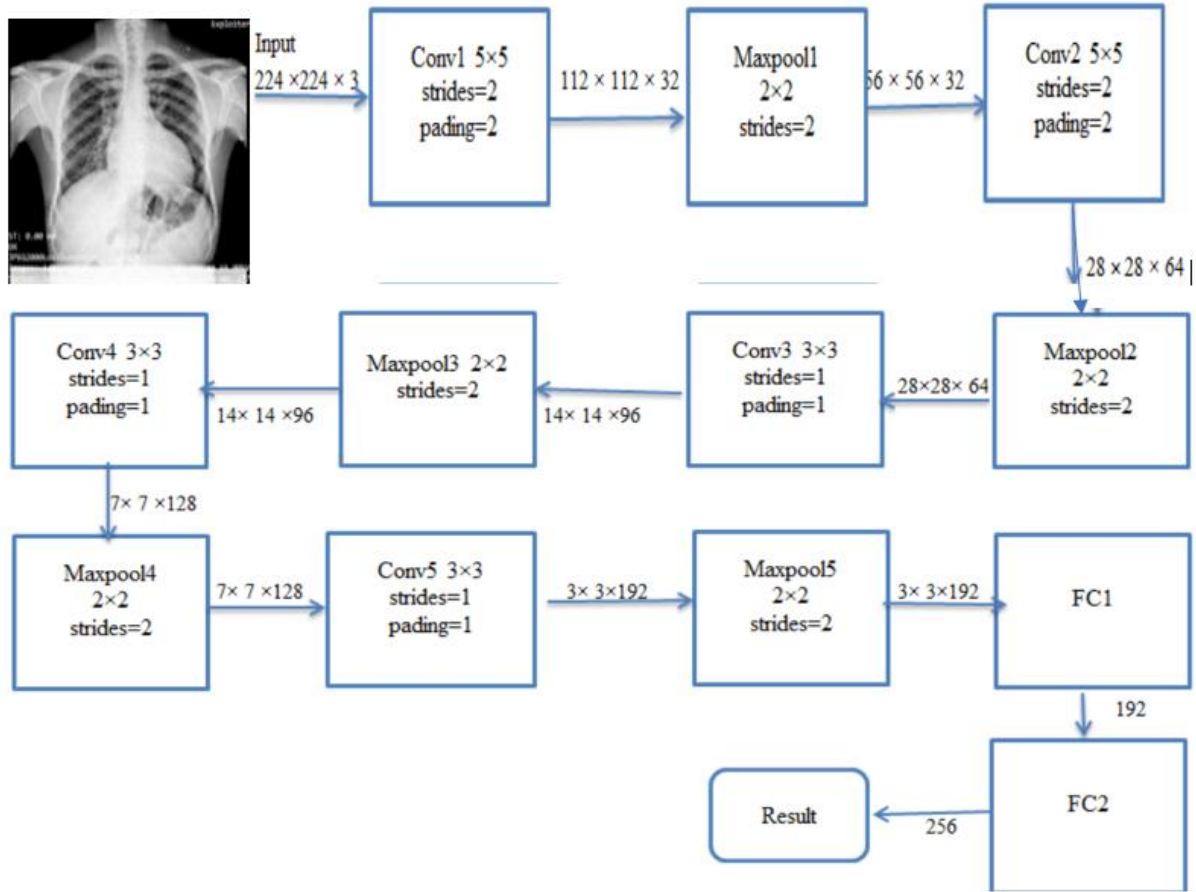 Input
224 ×224 × 3
Conv1 5×5
strides=2
pading=2
112 × 112 × 32
Maxpool1
2×2
strides=2
56 × 56 × 32
Conv2 5×5
strides=2
pading=2
28 × 28 × 64
Maxpool2
2×2
strides=2
28×28× 64
Conv3 3×3
strides=1
pading=1
14× 14 ×96
Maxpool3 2×2
strides=2
14× 14 ×96
Conv4 3×3
strides=1
pading=1
7× 7 ×128
Maxpool4
2×2
strides=2
7× 7 ×128
Conv5 3×3
strides=1
pading=1
3× 3×192
Maxpool5
2×2
strides=2
3× 3×192
FC1
192
FC2
256
Result